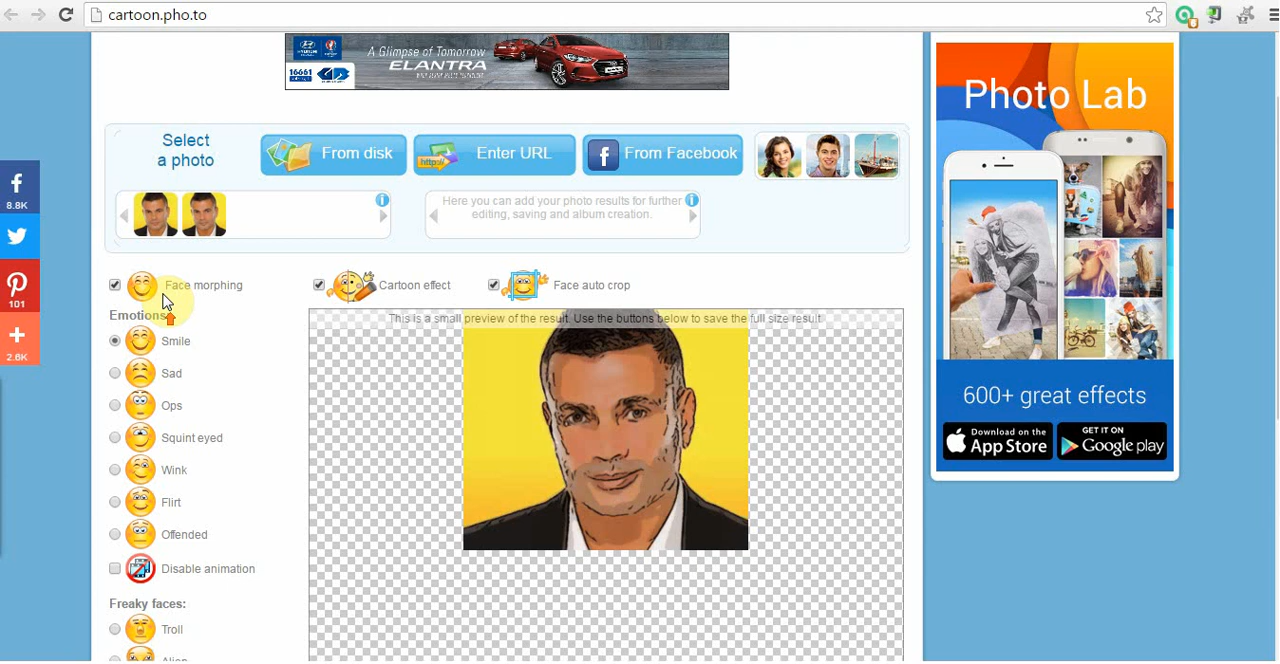 cartoon.pho.to
A Glimpse of Tomorrow
ELANTRA
16661
Photo Lab
Select
a photo
From disk
Enter URL
From Facebook
http://
Here you can add your photo results for further
editing, saving and album creation.
8.8K
101
2.6K
Face morphing
Cartoon effect
Face auto crop
Emotions
This is a small preview of the result. Use the buttons below to save the full size result.
Smile
Sad
Ops
Squint eyed
Wink
Flirt
Offended
Disable animation
Freaky faces:
Troll
Alien
600+ great effects
Download on the
App Store
GET IT ON
Google play